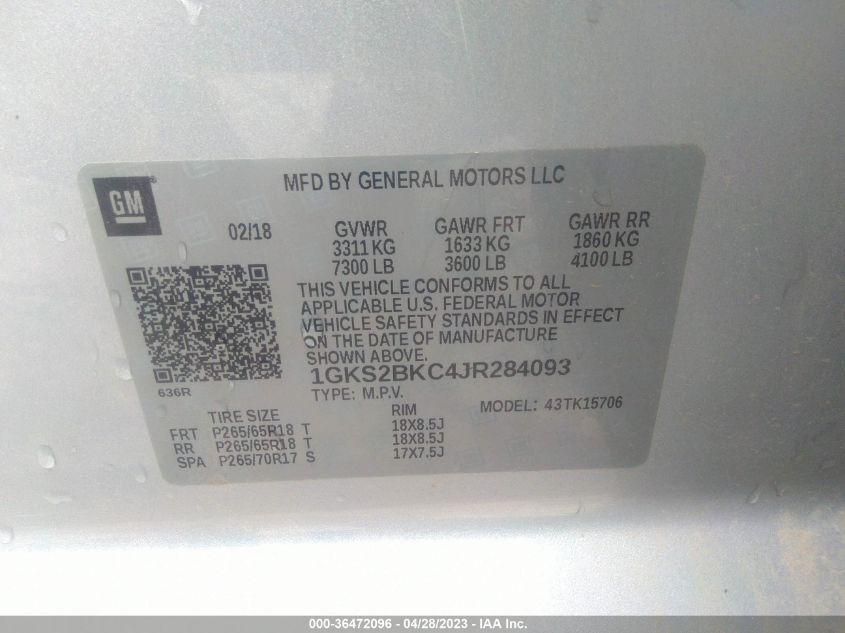 MFD BY GENERAL MOTORS LLC
GM
02/18 GVWR GAWR FRT GAWR RR
3311 KG 1633 KG 1860 KG
7300 LB 3600 LB 4100 LB
THIS VEHICLE CONFORMS TO ALL
APPLICABLE U.S. FEDERAL MOTOR
VEHICLE SAFETY STANDARDS IN EFFECT
ON THE DATE OF MANUFACTURE
SHOWN ABOVE.
1GKS2BKC4JR284093
636R
TYPE: M.P.V.
MODEL: 43TK15706
TIRE SIZE RIM
FRT P265/65R18 T 18X8.5J
RR P265/65R18 T 18X8.5J
SPA P265/70R17 S 17X7.5J
000-36472096 - 04/28/2023 - IAA Inc.